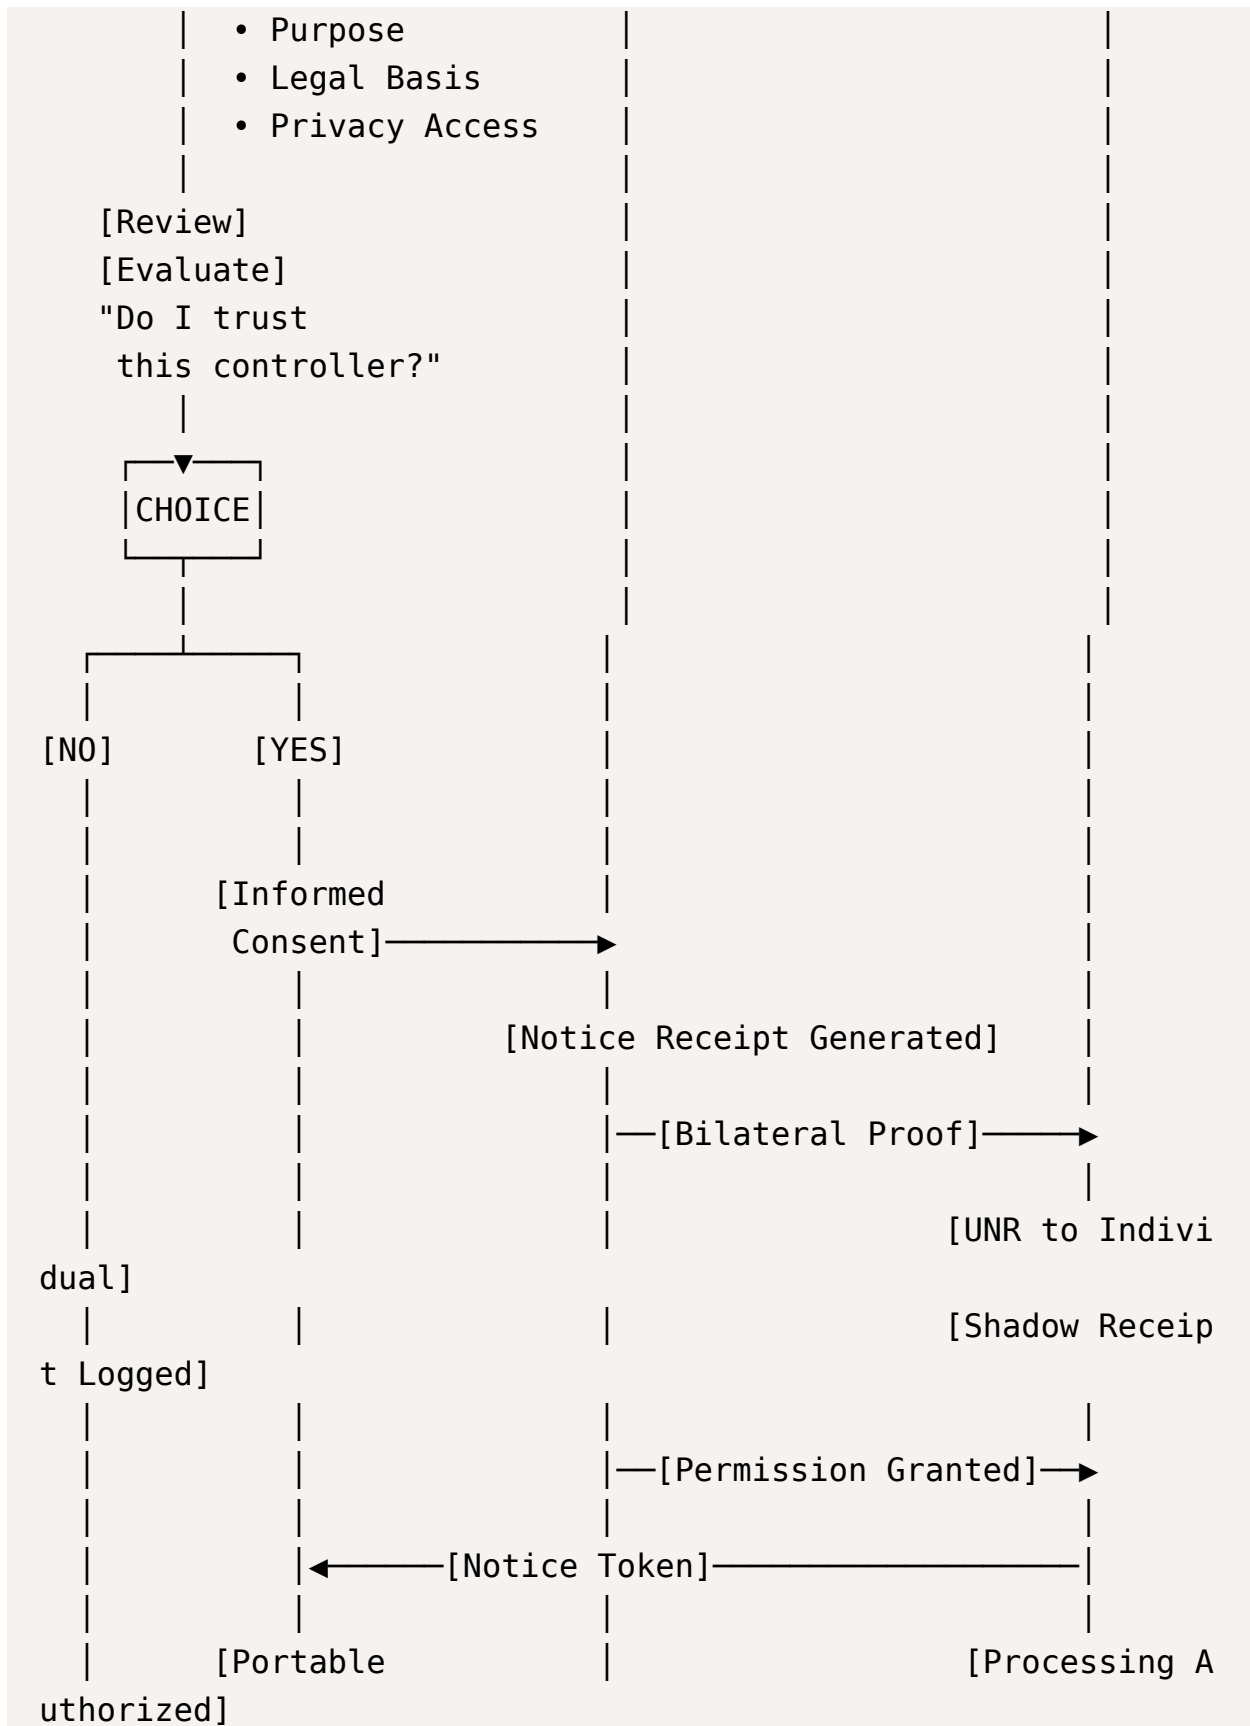 • Purpose
• Legal Basis
• Privacy Access
[Review]
[Evaluate]
"Do I trust
this controller?"
CHOICE
[NO] [YES]
[Informed
Consent]
[Notice Receipt Generated]
[Bilateral Proof]
[UNR to Indivi
dual]
[Shadow Receip
t Logged]
[Permission Granted]
[Notice Token]
[Portable [Processing A
uthorized]